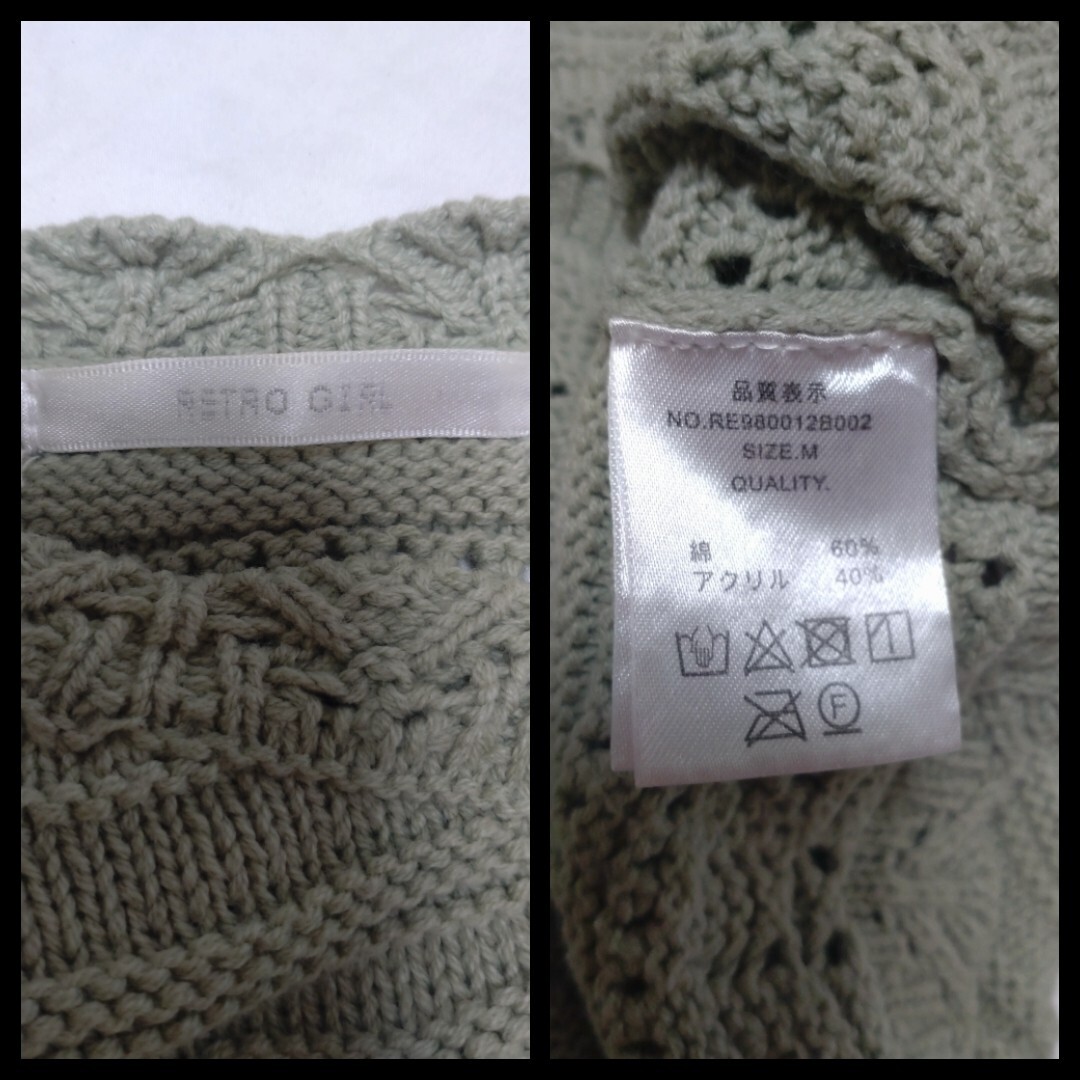 RETRO GIRL
品質表示
NO.RE980012B002
SIZE.M
QUALITY.
綿 60%
アクリル 40%
F